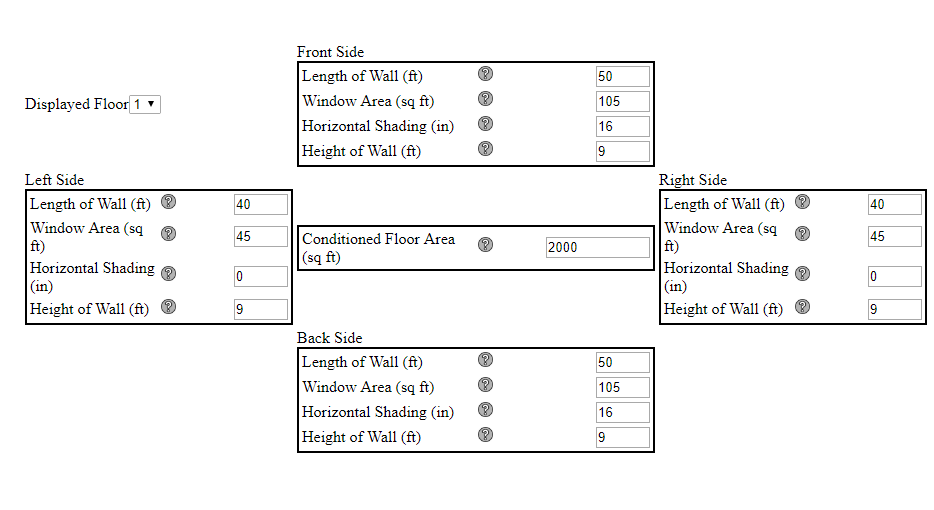 Front Side
Length of Wall (ft) ? 50
Displayed Floor 1 Window Area (sq ft) ? 105
Horizontal Shading (in) ? 16
Height of Wall (ft) ? 9
Left Side
Length of Wall (ft) ? 40
Window Area (sq
ft) ? 45
Horizontal Shading
(in) ? 0
Height of Wall (ft) ? 9
Conditioned Floor Area
(sq ft) ? 2000
Right Side
Length of Wall (ft) ? 40
Window Area (sq
ft) ? 45
Horizontal Shading
(in) ? 0
Height of Wall (ft) ? 9
Back Side
Length of Wall (ft) ? 50
Window Area (sq ft) ? 105
Horizontal Shading (in) ? 16
Height of Wall (ft) ? 9